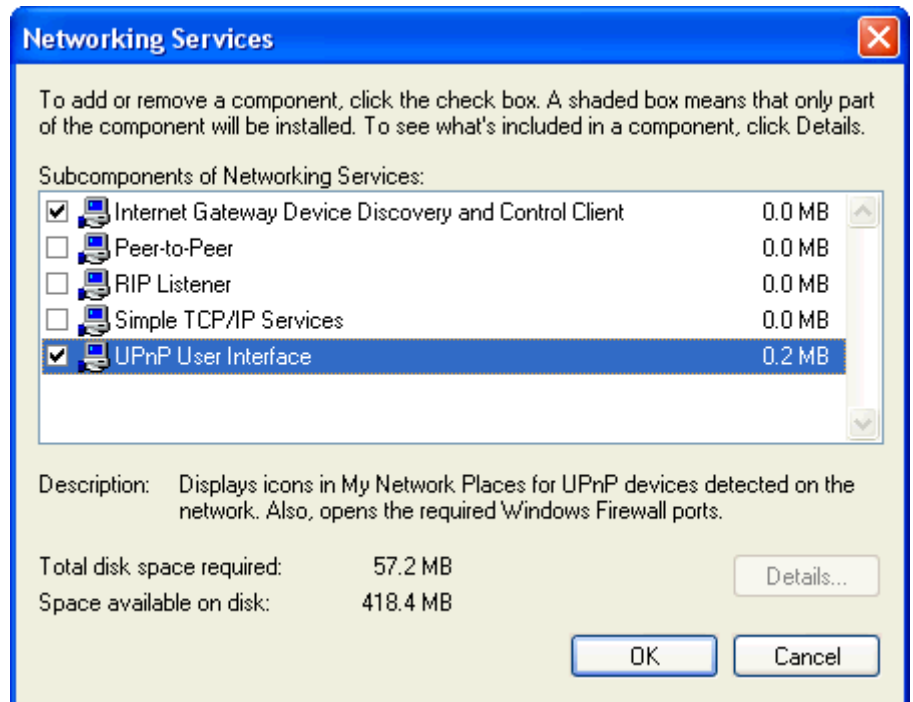 Networking Services
To add or remove a component, click the check box. A shaded box means that only part
of the component will be installed. To see what's included in a component, click Details.
Subcomponents of Networking Services:
Internet Gateway Device Discovery and Control Client 0.0 MB
Peer-to-Peer 0.0 MB
RIP Listener 0.0 MB
Simple TCP/IP Services 0.0 MB
UPnP User Interface 0.2 MB
Description: Displays icons in My Network Places for UPnP devices detected on the
network. Also, opens the required Windows Firewall ports.
Total disk space required: 57.2 MB
Space available on disk: 418.4 MB
Details...
OK Cancel